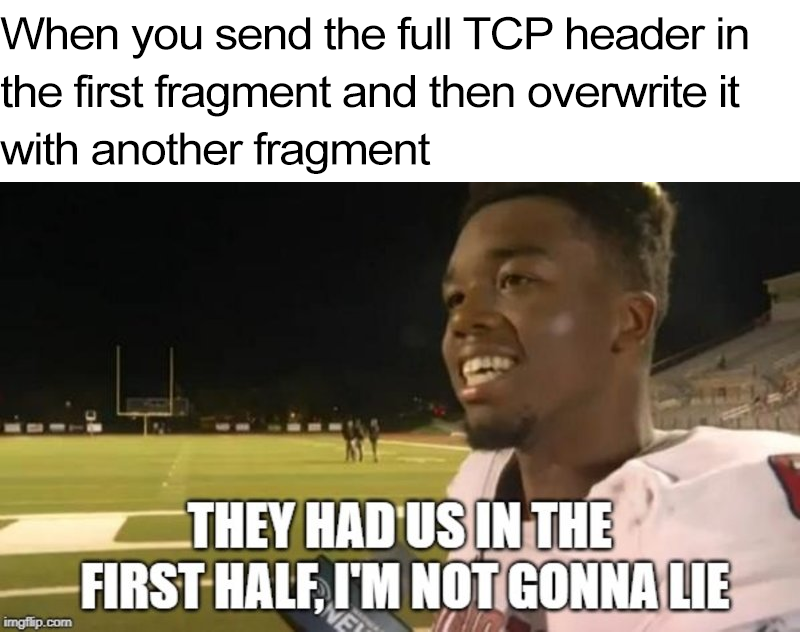 When you send the full TCP header in
the first fragment and then overwrite it
with another fragment
THEY HAD US IN THE
FIRST HALF, I'M NOT GONNA LIE
NEW
imgflip.com